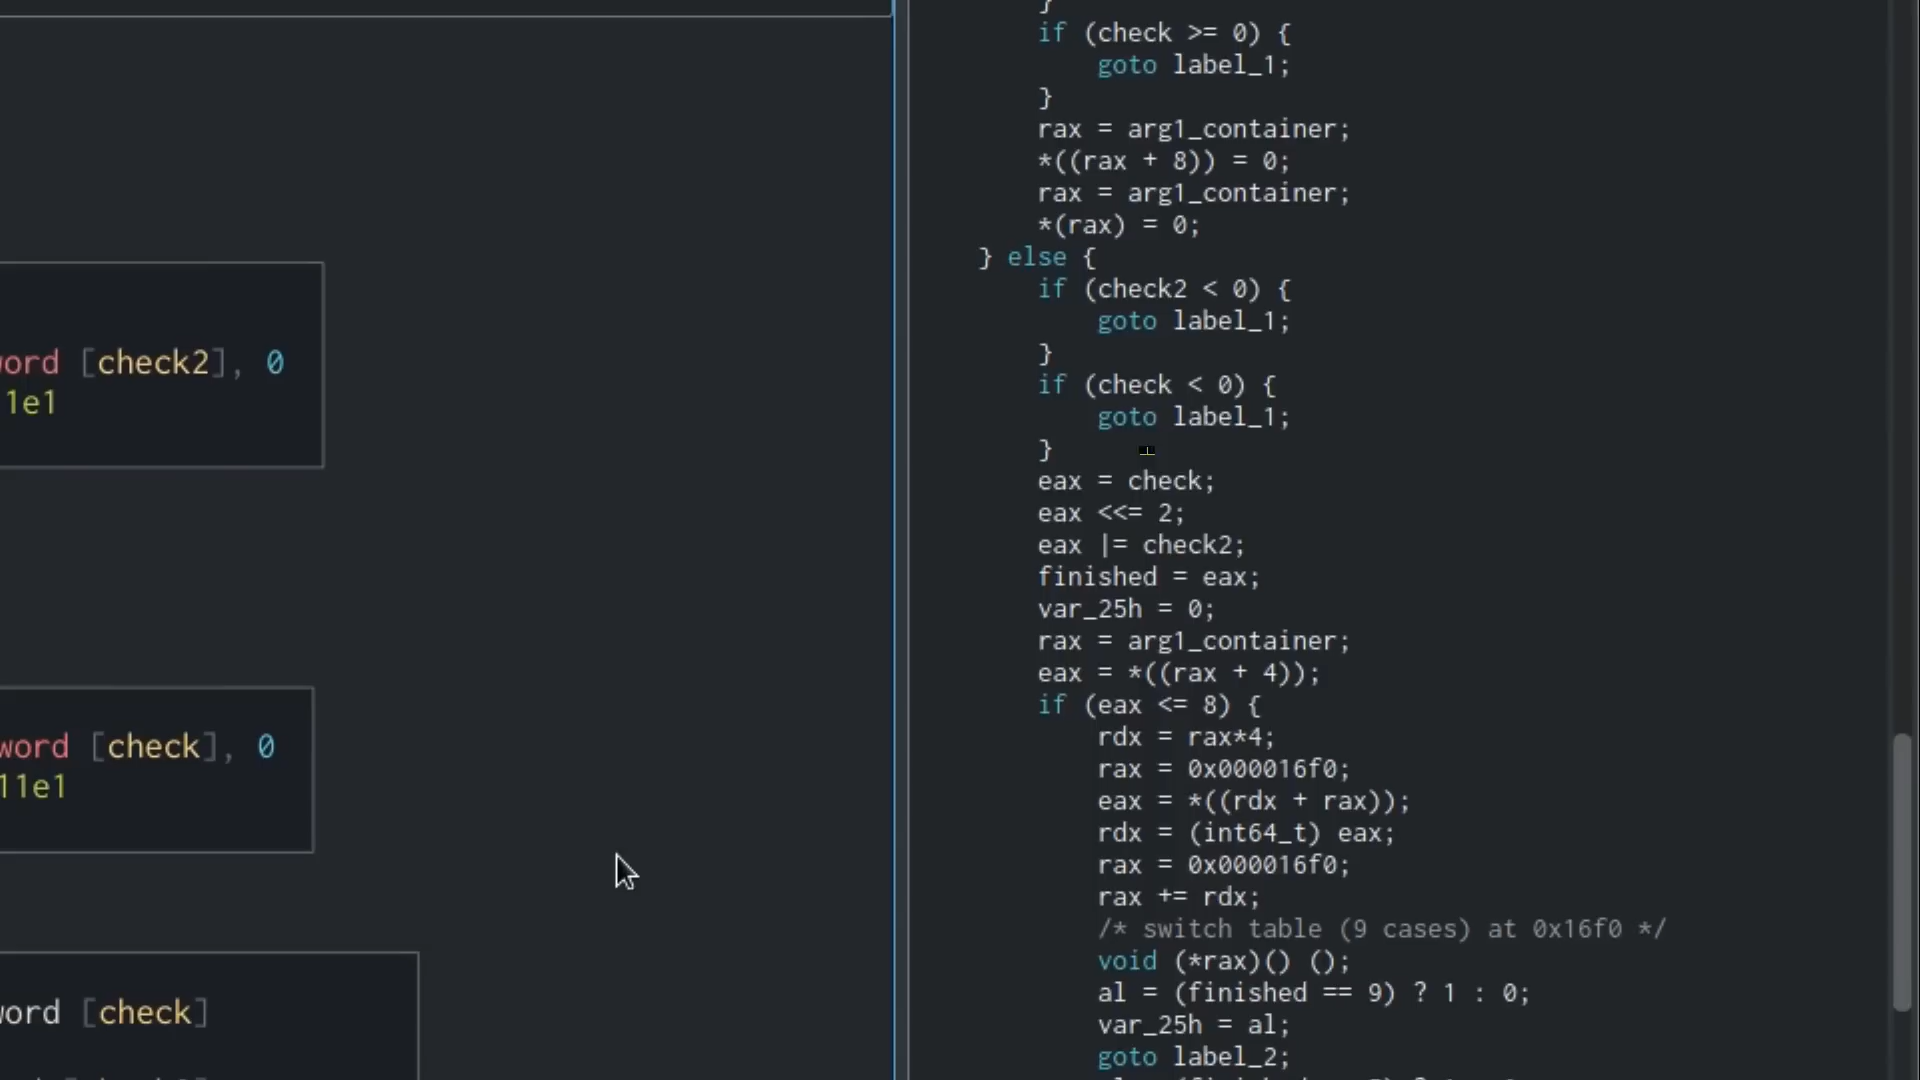 ord [check2], 0
1e1
word [check], 0
11e1
word [check]
}
if (check >= 0) {
goto label_1;
}
rax = arg1_container;
*((rax + 8)) = 0;
rax = arg1_container;
*(rax) = 0;
} else {
if (check2 < 0) {
goto label_1;
}
if (check < 0) {
goto label_1;
}
eax = check;
eax <<= 2;
eax |= check2;
finished = eax;
var_25h = 0;
rax = arg1_container;
eax = *((rax + 4));
if (eax <= 8) {
rdx = rax*4;
rax = 0x000016f0;
eax = *((rdx + rax));
rdx = (int64_t) eax;
rax = 0x000016f0;
rax += rdx;
/* switch table (9 cases) at 0x16f0 */
void (*rax)() ();
al = (finished == 9) ? 1 : 0;
var_25h = al;
goto label_2;